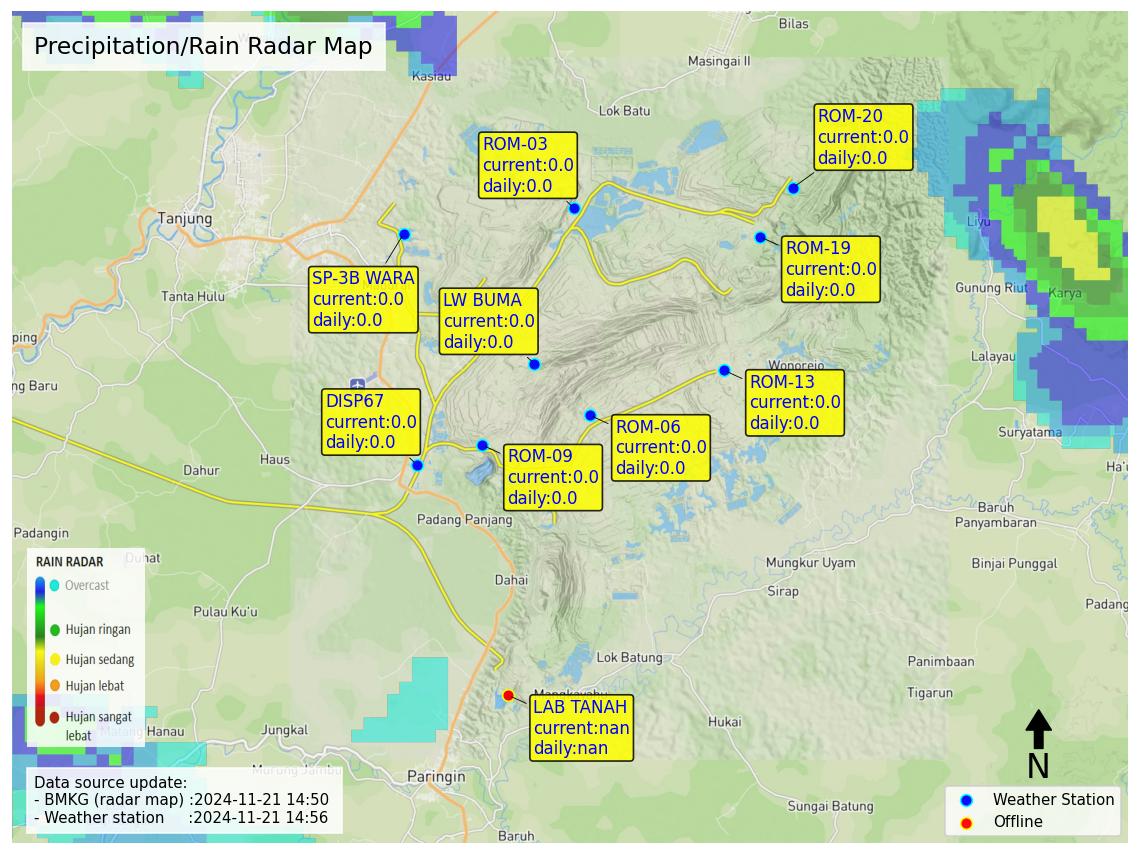 Precipitation/Rain Radar Map
Bilas
Masingai II
Kasiau
Lok Batu
ROM-20
current:0.0
daily:0.0
ROM-03
current:0.0
daily:0.0
Tanjung
Liyu
ROM-19
current:0.0
daily:0.0
SP-3B WARA
current:0.0
daily:0.0
Tanta Hulu
LW BUMA
current:0.0
daily:0.0
Gunung Riut
Karya
ping
Lalayau
Wonorejo
ng Baru
ROM-13
current:0.0
daily:0.0
DISP67
current:0.0
daily:0.0
ROM-06
current:0.0
daily:0.0
Suryatama
ROM-09
current:0.0
daily:0.0
Haus
Dahur
Ha'u
Padang Panjang
Baruh
Panyambaran
Padangin
Duhat
Mungkur Uyam
Binjai Punggal
Dahai
Sirap
Padang
Pulau Ku'u
RAIN RADAR
Overcast
Hujan ringan
Hujan sedang
Hujan lebat
Hujan sangat
lebat
Lok Batung
Panimbaan
Tigarun
LAB TANAH
current:nan
daily:nan
Hukai
Hanau
Jungkal
Paringin
Sungai Batung
Baruh
N
Data source update:
- BMKG (radar map) :2024-11-21 14:50
- Weather station :2024-11-21 14:56
Weather Station
Offline